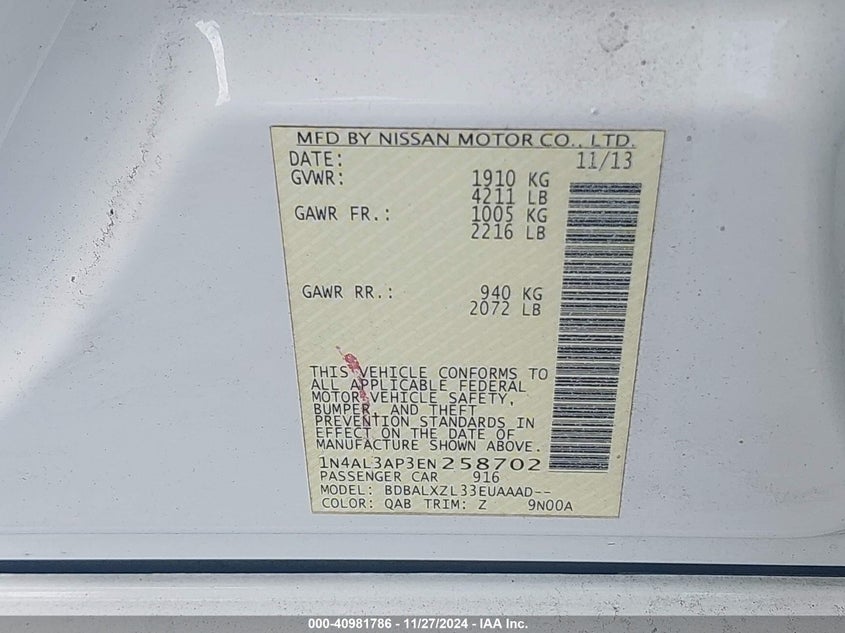 MFD BY NISSAN MOTOR CO., LTD.
DATE: 11/13
GVWR: 1910 KG
4211 LB
GAWR FR.: 1005 KG
2216 LB
GAWR RR.: 940 KG
2072 LB
THIS VEHICLE CONFORMS TO
ALL APPLICABLE FEDERAL
MOTOR VEHICLE SAFETY,
BUMPER, AND THEFT
PREVENTION STANDARDS IN
EFFECT ON THE DATE OF
MANUFACTURE SHOWN ABOVE.
1N4AL3AP3EN258702
PASSENGER CAR 916
MODEL: BDBALXZL33EUAAAD--
COLOR: QAB TRIM: Z 9N00A
000-40981786 - 11/27/2024 - IAA Inc.